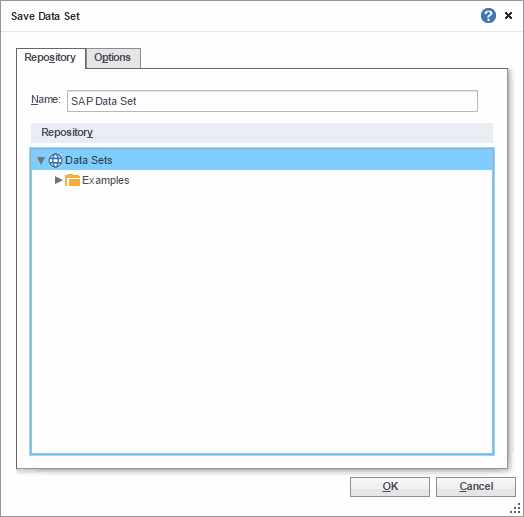 Save Data Set ?
Repository Options
Name: SAP Data Set
Repository
Data Sets
Examples
OK Cancel